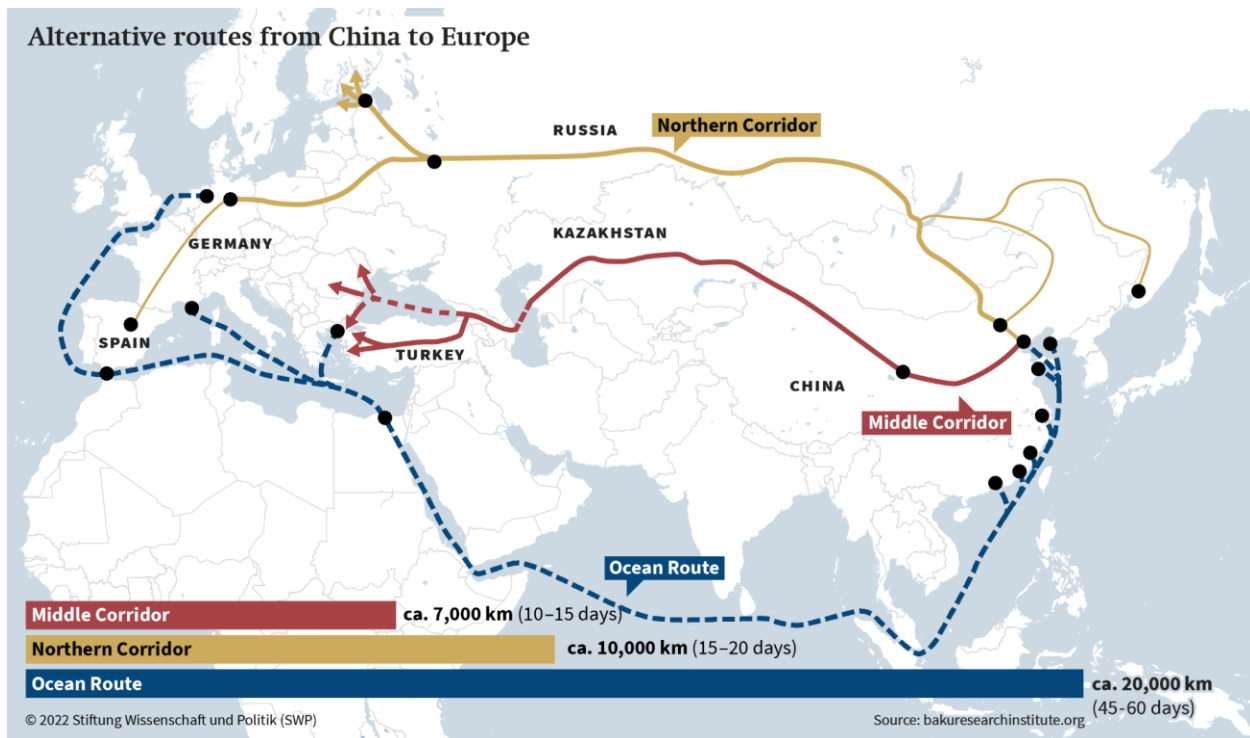 Alternative routes from China to Europe
RUSSIA
Northern Corridor
GERMANY
KAZAKHSTAN
SPAIN
TURKEY
CHINA
Middle Corridor
Ocean Route
Middle Corridor
ca. 7,000 km (10–15 days)
Northern Corridor
ca. 10,000 km (15–20 days)
Ocean Route
ca. 20,000 km
(45-60 days)
© 2022 Stiftung Wissenschaft und Politik (SWP)
Source: bakuresearchinstitute.org